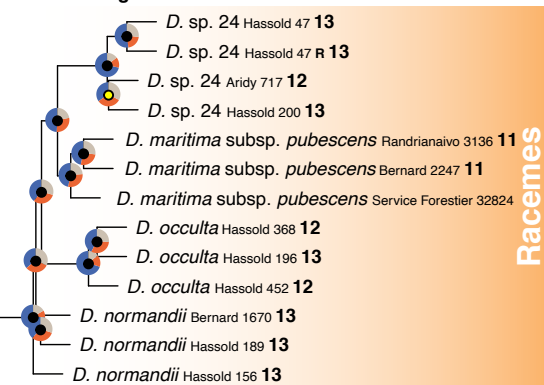 D. sp. 24 Hassold 47 13
D. sp. 24 Hassold 47 R 13
D. sp. 24 Aridy 717 12
D. sp. 24 Hassold 200 13
D. maritima subsp. pubescens Randrianaivo 3136 11
D. maritima subsp. pubescens Bernard 2247 11
D. maritima subsp. pubescens Service Forestier 32824
D. occulta Hassold 368 12
D. occulta Hassold 196 13
D. occulta Hassold 452 12
D. normandii Bernard 1670 13
D. normandii Hassold 189 13
D. normandii Hassold 156 13
Racemes